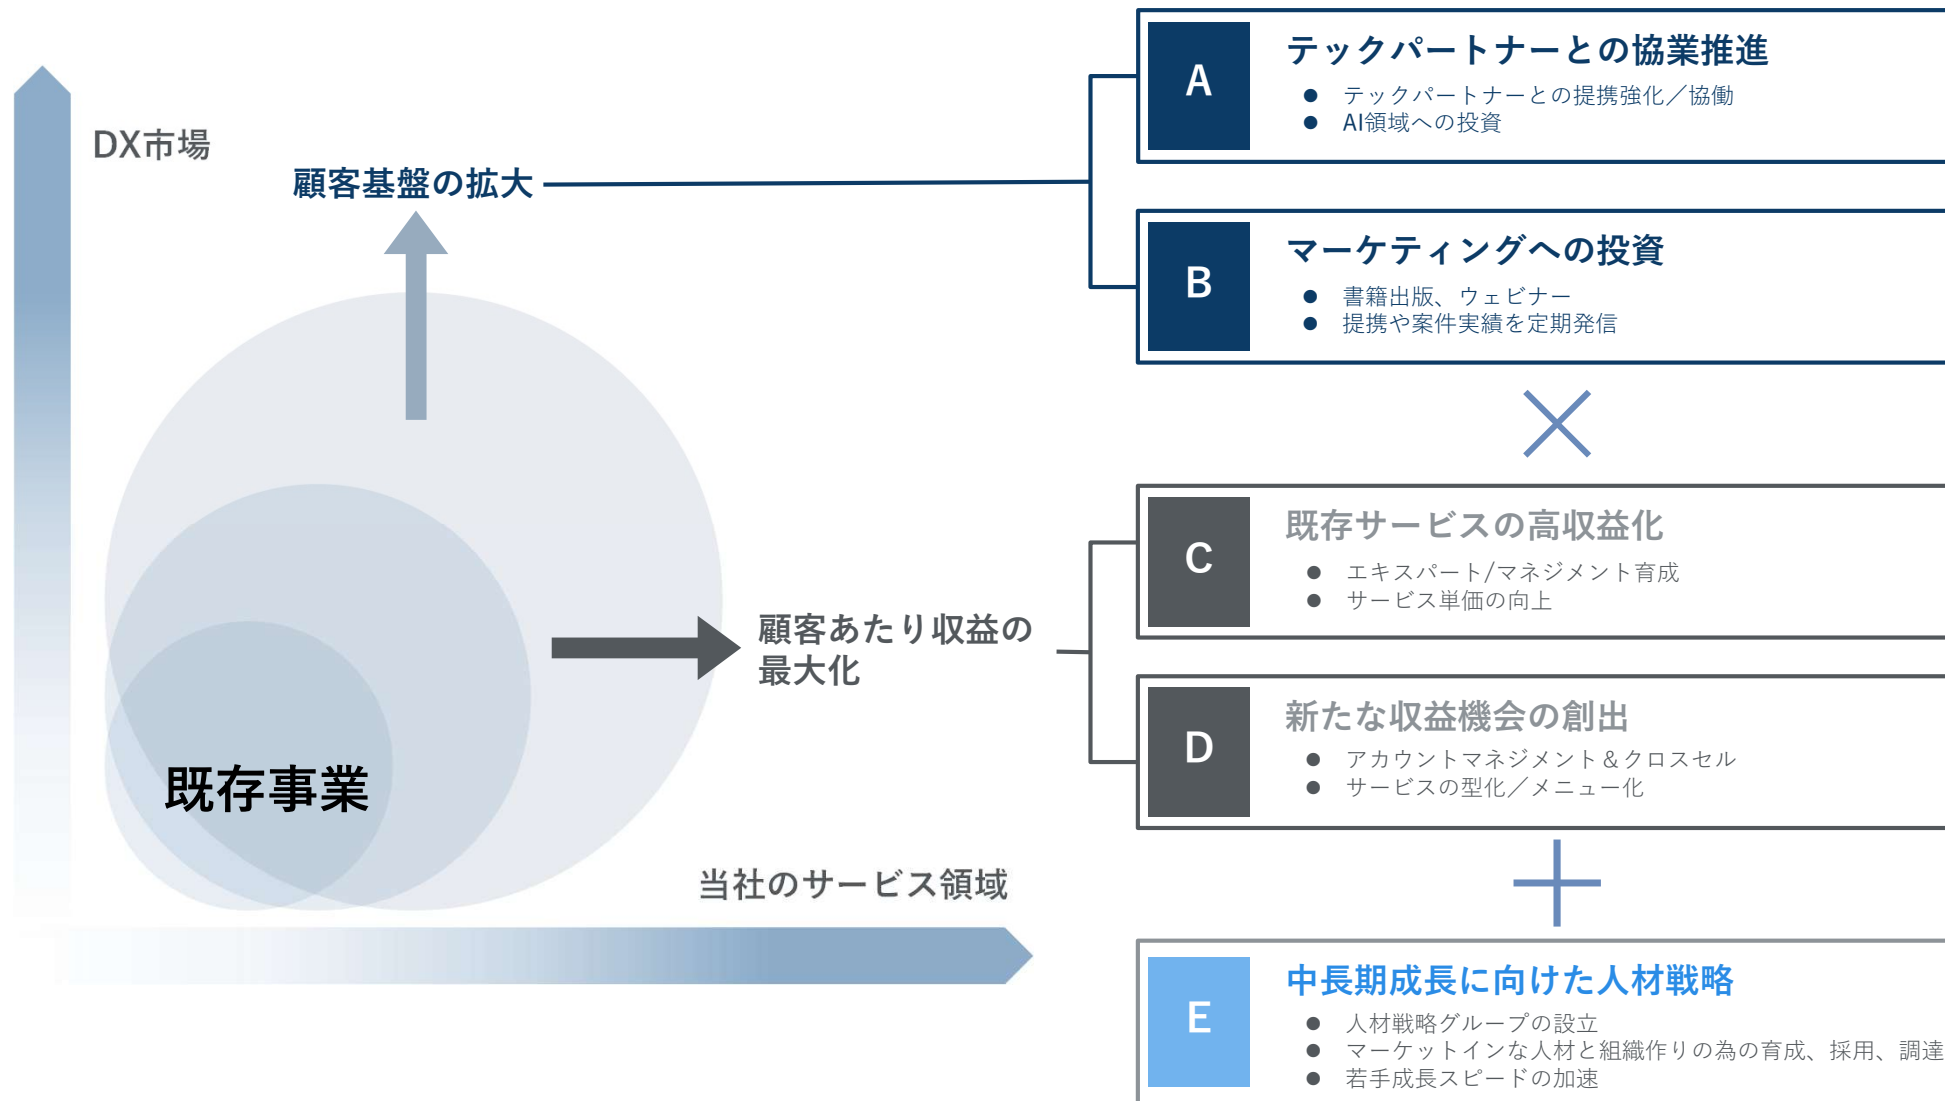 DX市場
顧客基盤の拡大
顧客あたり収益の
最大化
既存事業
当社のサービス領域
A
テックパートナーとの協業推進
● テックパートナーとの提携強化／協働
● AI領域への投資
B
マーケティングへの投資
● 書籍出版、ウェビナー
● 提携や案件実績を定期発信
×
C
既存サービスの高収益化
● エキスパート/マネジメント育成
● サービス単価の向上
D
新たな収益機会の創出
● アカウントマネジメント＆クロスセル
● サービスの型化／メニュー化
＋
E
中長期成長に向けた人材戦略
● 人材戦略グループの設立
● マーケットインな人材と組織作りの為の育成、採用、調達
● 若手成長スピードの加速